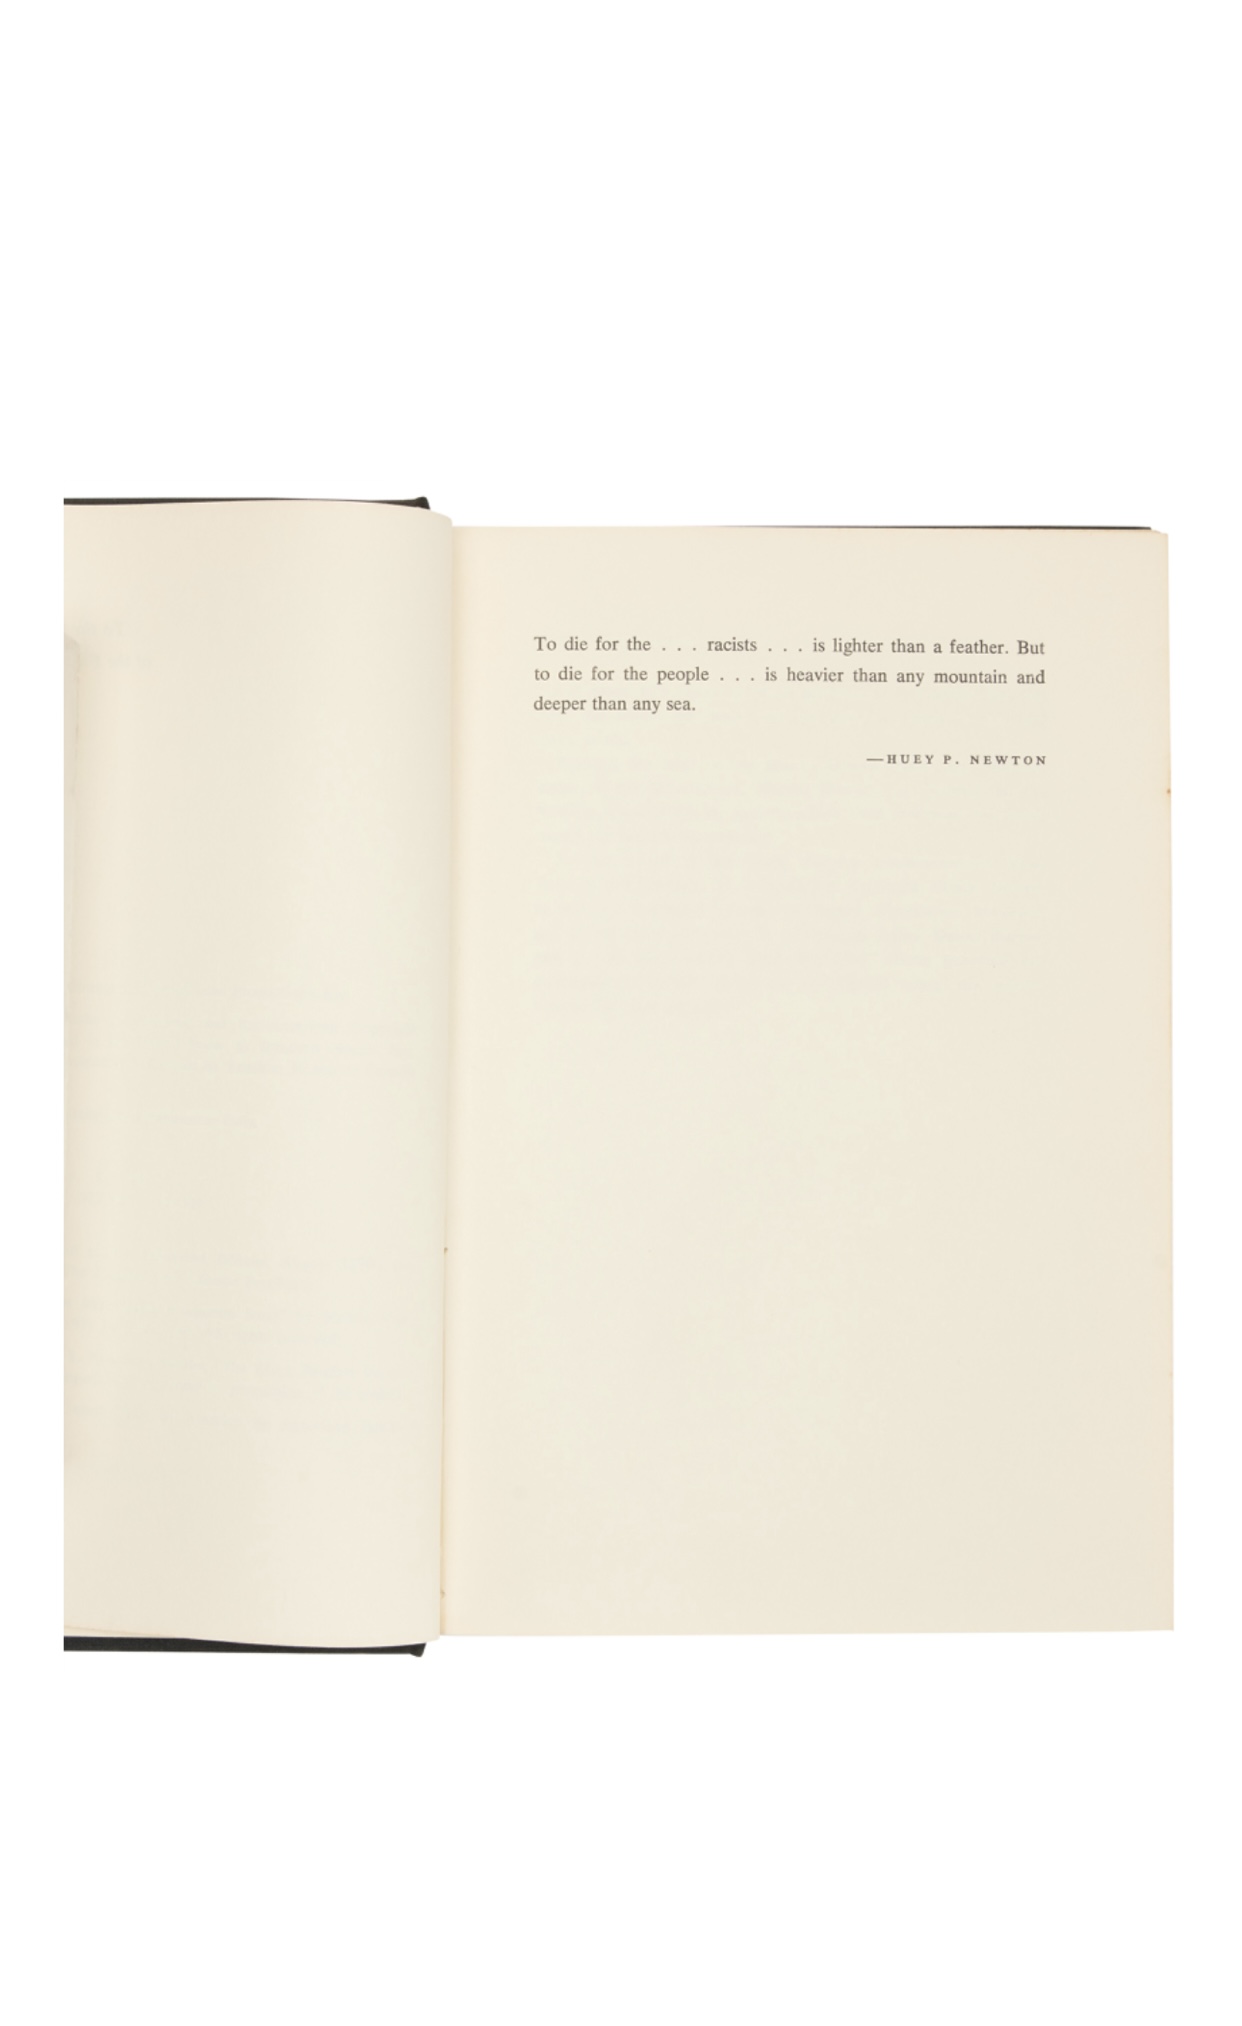 To die for the . . . racists . . . is lighter than a feather. But
to die for the people . . . is heavier than any mountain and
deeper than any sea.
—HUEY P. NEWTON